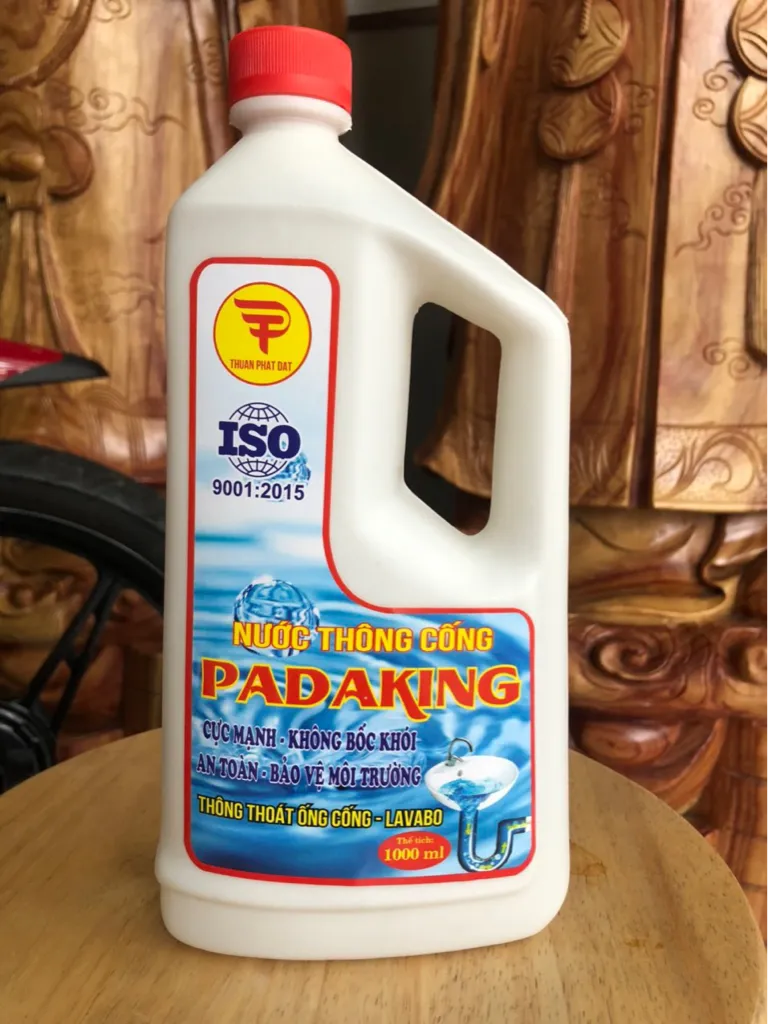 THUAN PHAT DAT
ISO
9001:2015
NƯỚC THÔNG CỐNG
PADAKING
CỰC MẠNH - KHÔNG BỐC KHÓI
AN TOÀN - BẢO VỆ MÔI TRƯỜNG
THÔNG THOÁT ỐNG CỐNG - LAVABO
Thể tích:
1000 ml